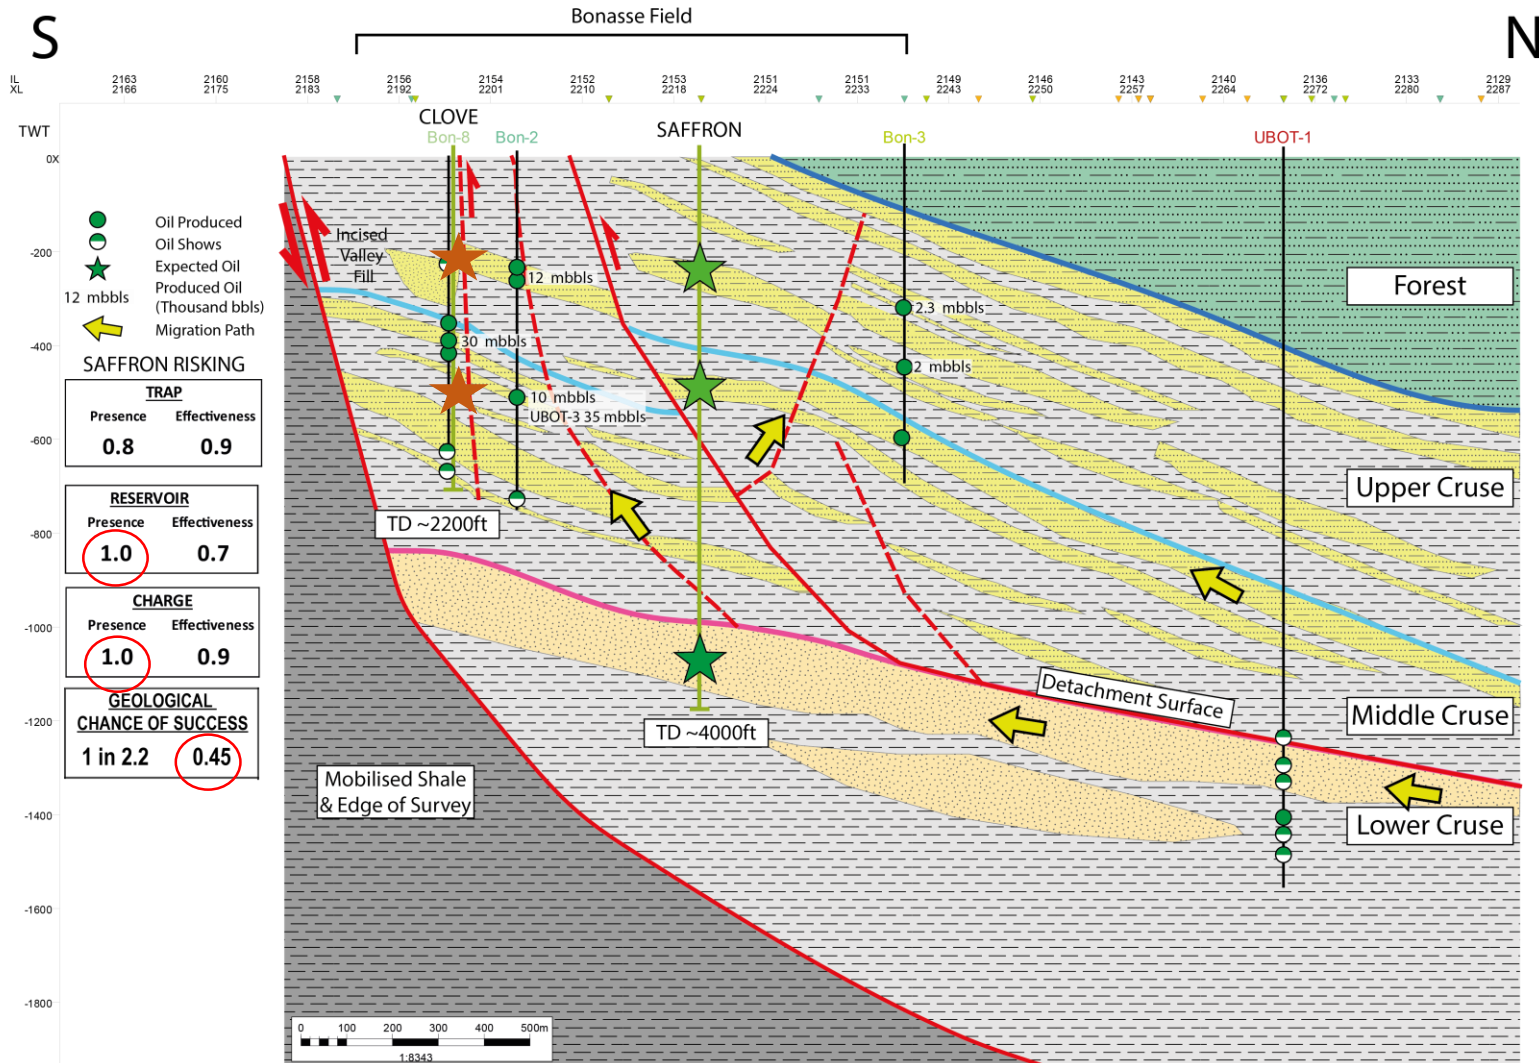 Bonasse Field
S
N
IL 2163 2160 2158 2156 2154 2152 2153 2151 2151 2149 2146 2143 2140 2136 2133 2129
XL 2166 2175 2183 2192 2201 2210 2218 2224 2233 2243 2250 2257 2264 2272 2280 2287
TWT
CLOVE
SAFFRON
Bon-8
Bon-2
Bon-3
UBOT-1
0X
-200
-400
-600
-800
-1000
-1200
-1400
-1600
-1800
Oil Produced
Oil Shows
Expected Oil
12 mbbls
Produced Oil
(Thousand bbls)
Migration Path
SAFFRON RISKING
TRAP
Presence Effectiveness
0.8 0.9
RESERVOIR
Presence Effectiveness
1.0 0.7
CHARGE
Presence Effectiveness
1.0 0.9
GEOLOGICAL
CHANCE OF SUCCESS
1 in 2.2 0.45
Incised
Valley
Fill
12 mbbls
30 mbbls
10 mbbls
UBOT-3 35 mbbls
2.3 mbbls
2 mbbls
TD ~2200ft
TD ~4000ft
Detachment Surface
Forest
Upper Cruse
Middle Cruse
Lower Cruse
Mobilised Shale
& Edge of Survey
0 100 200 300 400 500m
1:8343